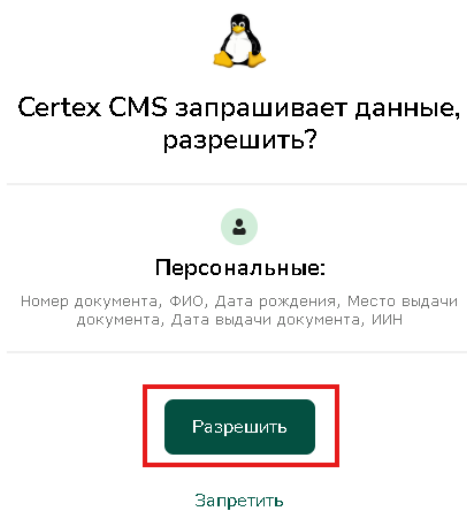 Certex CMS запрашивает данные,
разрешить?
Персональные:
Номер документа, ФИО, Дата рождения, Место выдачи
документа, Дата выдачи документа, ИИН
Разрешить
Запретить